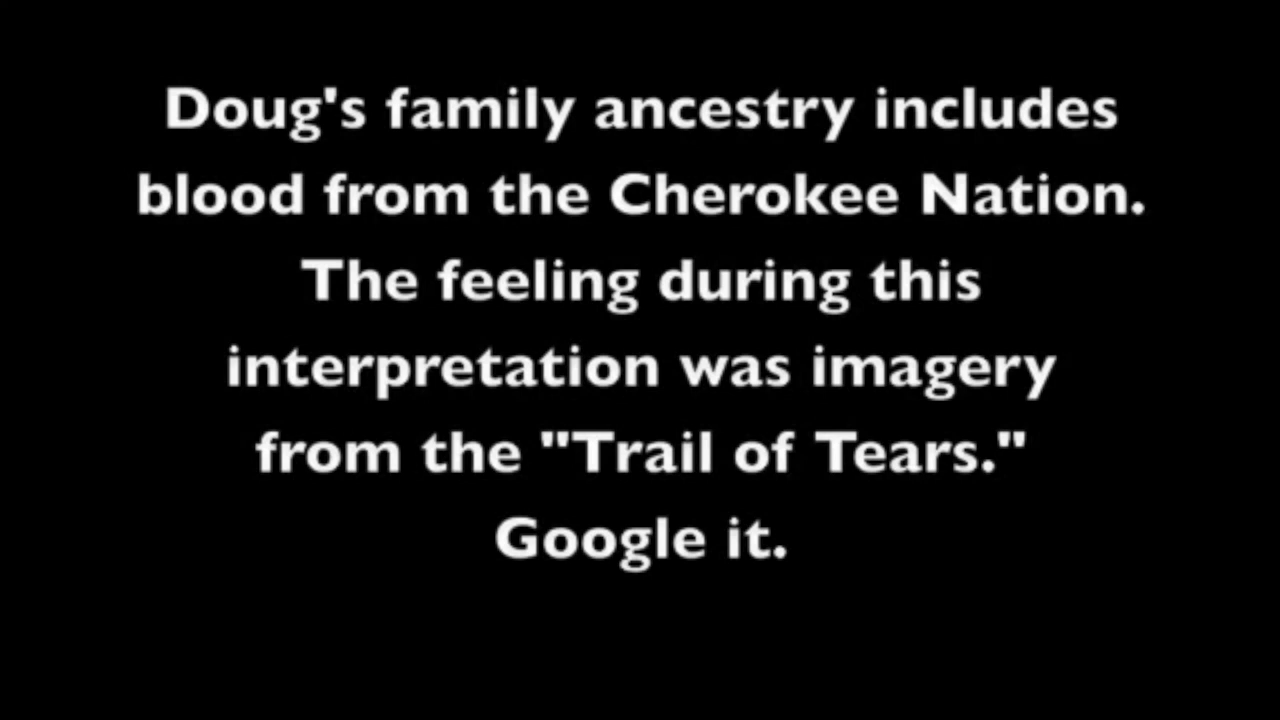 Doug's family ancestry includes
blood from the Cherokee Nation.
The feeling during this
interpretation was imagery
from the "Trail of Tears."
Google it.